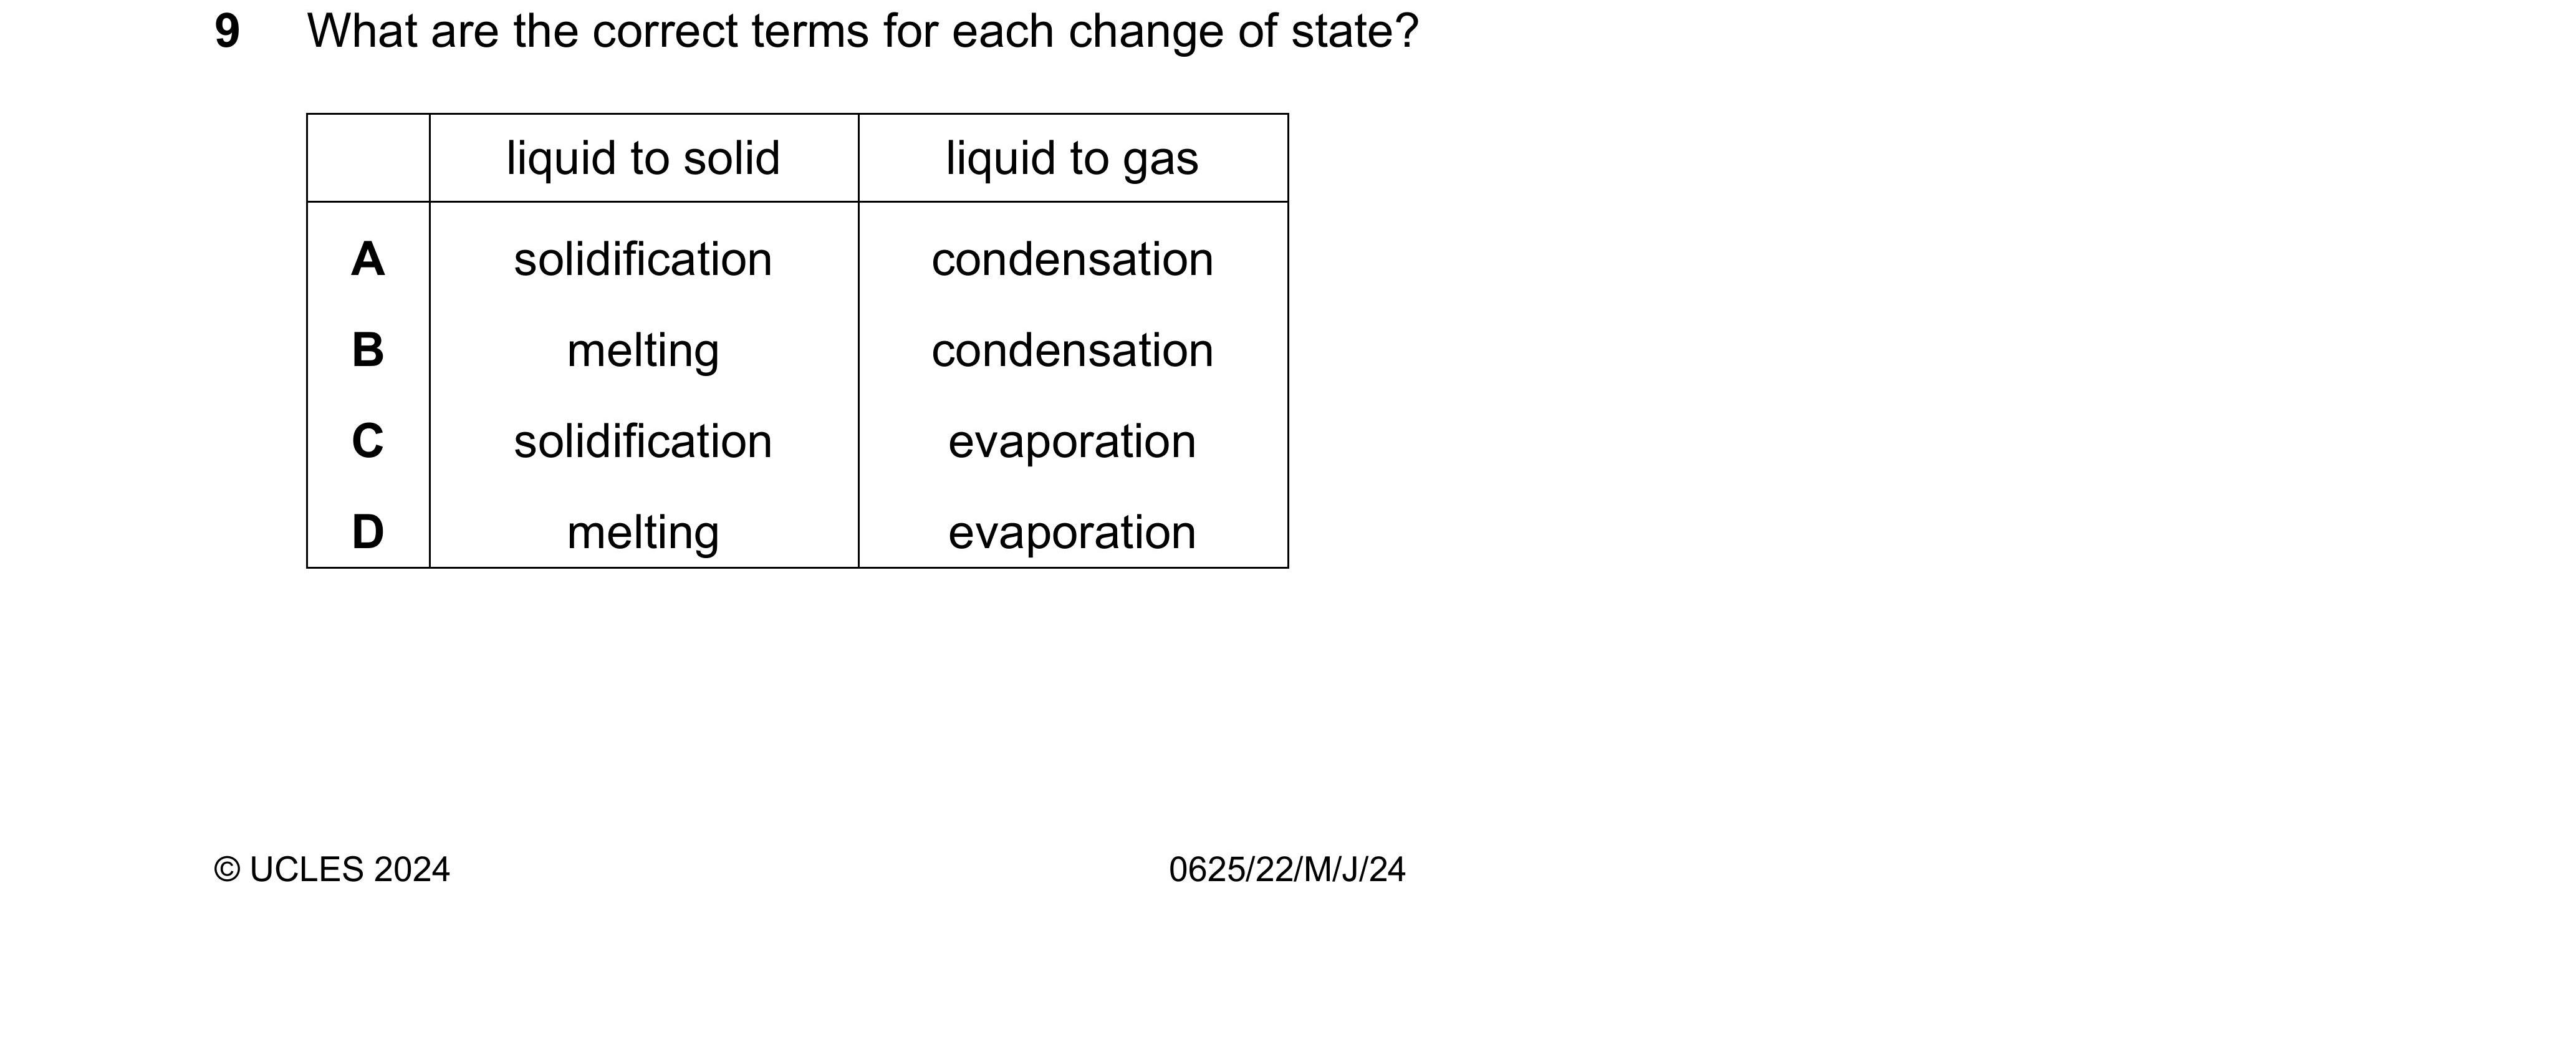 9 What are the correct terms for each change of state?
liquid to solid liquid to gas
A solidification condensation
B melting condensation
C solidification evaporation
D melting evaporation
© UCLES 2024 0625/22/M/J/24